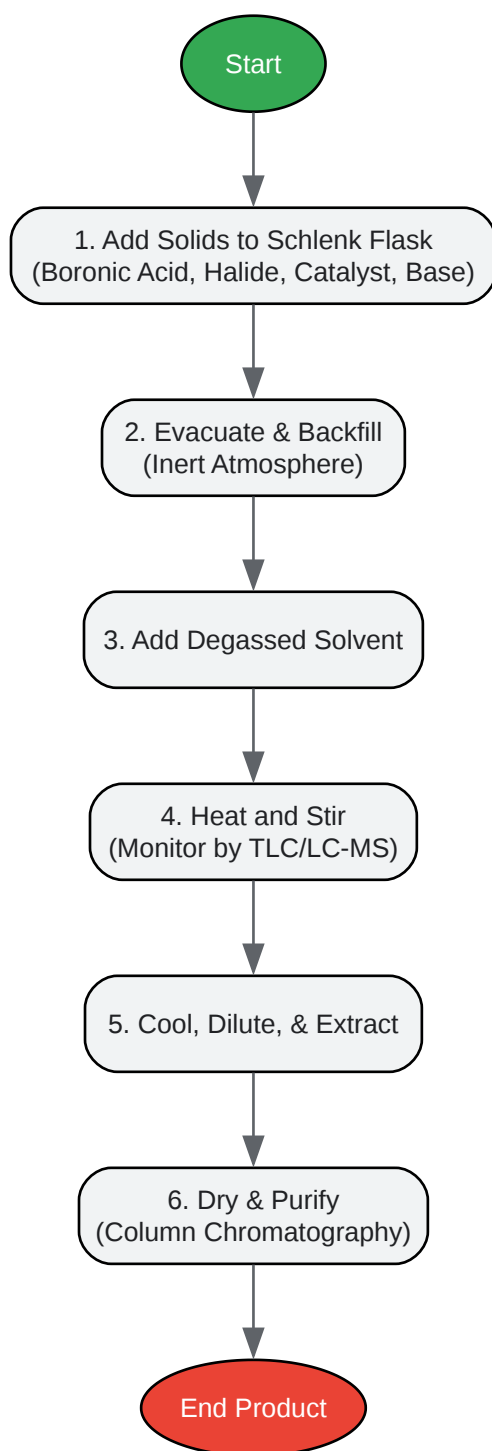 Start
1. Add Solids to Schlenk Flask
(Boronic Acid, Halide, Catalyst, Base)
2. Evacuate & Backfill
(Inert Atmosphere)
3. Add Degassed Solvent
4. Heat and Stir
(Monitor by TLC/LC-MS)
5. Cool, Dilute, & Extract
6. Dry & Purify
(Column Chromatography)
End Product